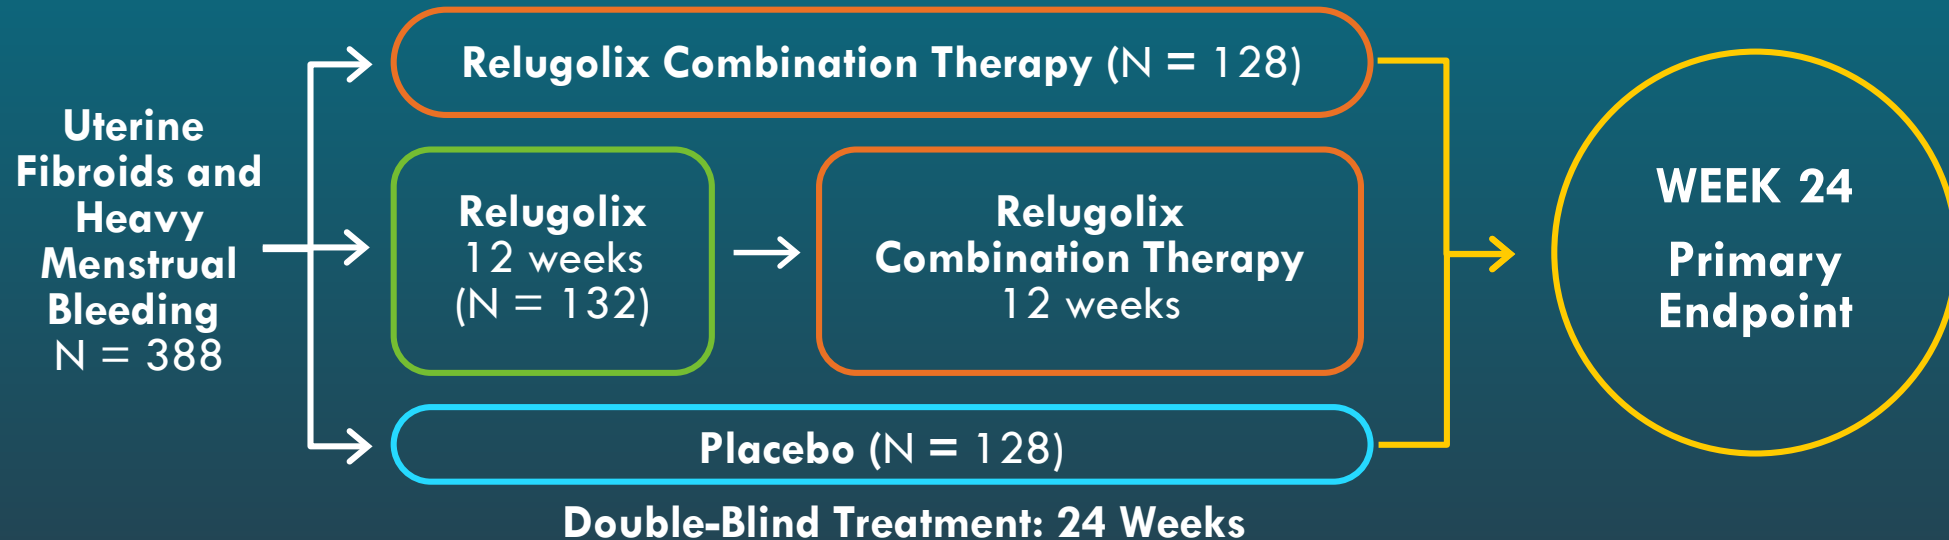 Uterine
Fibroids and
Heavy
Menstrual
Bleeding
N = 388
Relugolix Combination Therapy (N = 128)
Relugolix
12 weeks
(N = 132)
Relugolix
Combination Therapy
12 weeks
Placebo (N = 128)
Double-Blind Treatment: 24 Weeks
WEEK 24
Primary
Endpoint